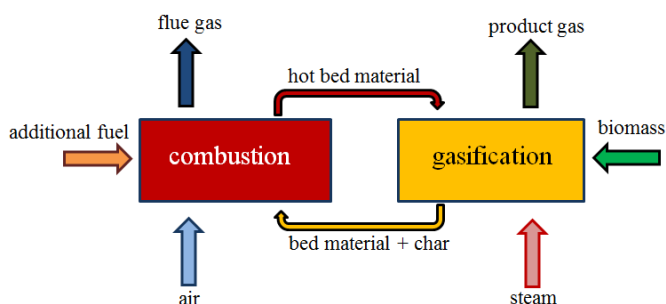 flue gas
product gas
hot bed material
additional fuel
combustion
gasification
biomass
bed material + char
air
steam